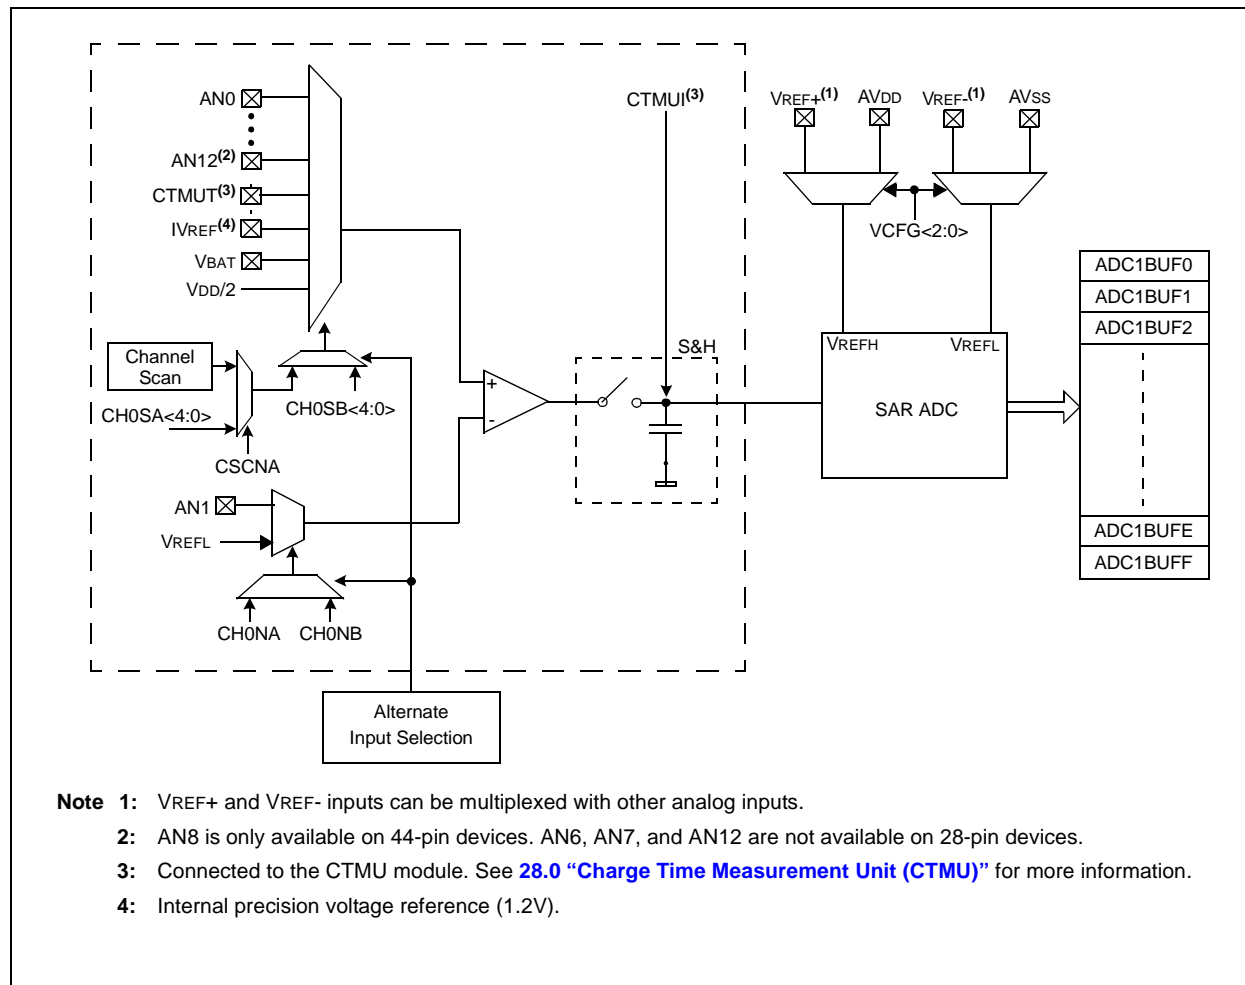 AN0
AN12(2)
CTMUT(3)
IVREF(4)
VBAT
VDD/2
Channel
Scan
CH0SA<4:0>
CSCNA
CH0SB<4:0>
AN1
VREFL
CH0NA
CH0NB
Alternate
Input Selection
+
-
CTMUI(3)
S&H
VREF+(1)
AVDD
VREF-(1)
AVSS
VCFG<2:0>
VREFH
VREFL
SAR ADC
ADC1BUF0
ADC1BUF1
ADC1BUF2
ADC1BUFE
ADC1BUFF
Note 1: VREF+ and VREF- inputs can be multiplexed with other analog inputs.
2: AN8 is only available on 44-pin devices. AN6, AN7, and AN12 are not available on 28-pin devices.
3: Connected to the CTMU module. See 28.0 “Charge Time Measurement Unit (CTMU)” for more information.
4: Internal precision voltage reference (1.2V).